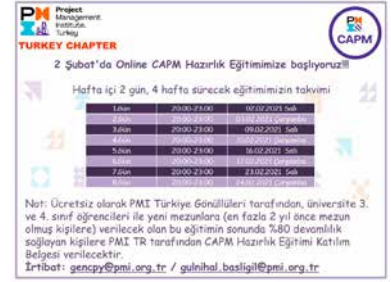 Project
Management
Institute.
Turkey
TURKEY CHAPTER
PM
CAPM
2 Şubat'da Online CAPM Hazırlık Eğitimimize başlıyoruz!!!
Hafta içi 2 gün, 4 hafta sürecek eğitimimizin takvimi
1.Gün 20:00-23:00 02.02.2021 Salı
2.Gün 20:00-23:00 03.02.2021 Çarşamba
3.Gün 20:00-23:00 09.02.2021 Salı
4.Gün 20:00-23:00 10.02.2021 Çarşamba
5.Gün 20:00-23:00 16.02.2021 Salı
6.Gün 20:00-23:00 17.02.2021 Çarşamba
7.Gün 20:00-23:00 23.02.2021 Salı
8.Gün 20:00-23:00 24.02.2021 Çarşamba
Not: Ücretsiz olarak PMI Türkiye Gönüllüleri tarafından, üniversite 3.
ve 4. sınıf öğrencileri ile yeni mezunlara (en fazla 2 yıl önce mezun
olmuş kişilere) verilecek olan bu eğitimin sonunda %80 devamlılık
sağlayan kişilere PMI TR tarafından CAPM Hazırlık Eğitimi Katılım
Belgesi verilecektir.
İrtibat: gencpy@pmi.org.tr / gulnihal.basligil@pmi.org.tr